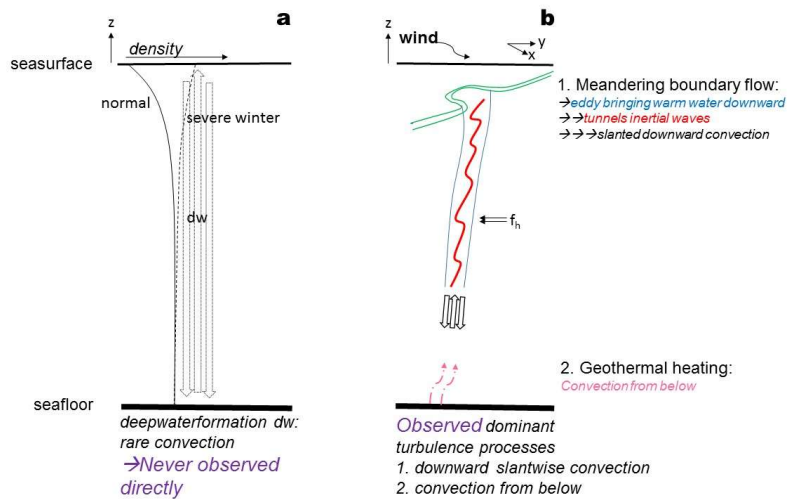 a
z
density
seasurface
normal
severe winter
dw
seafloor
deepwaterformation dw:
rare convection
→Never observed
directly
b
z
wind
y
x
1. Meandering boundary flow:
→eddy bringing warm water downward
→→tunnels inertial waves
→→→slanted downward convection
fh
2. Geothermal heating:
Convection from below
Observed dominant
turbulence processes
1. downward slantwise convection
2. convection from below